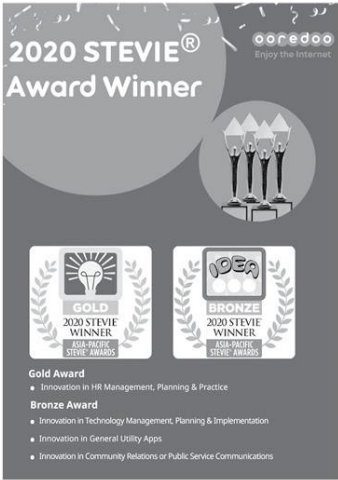 2020 STEVIE®
Award Winner
ooredoo
Enjoy the Internet
GOLD
2020 STEVIE
WINNER
ASIA-PACIFIC
STEVIE® AWARDS
IDEA
BRONZE
2020 STEVIE
WINNER
ASIA-PACIFIC
STEVIE® AWARDS
Gold Award
• Innovation in HR Management, Planning & Practice
Bronze Award
• Innovation in Technology Management, Planning & Implementation
• Innovation in General Utility Apps
• Innovation in Community Relations or Public Service Communications